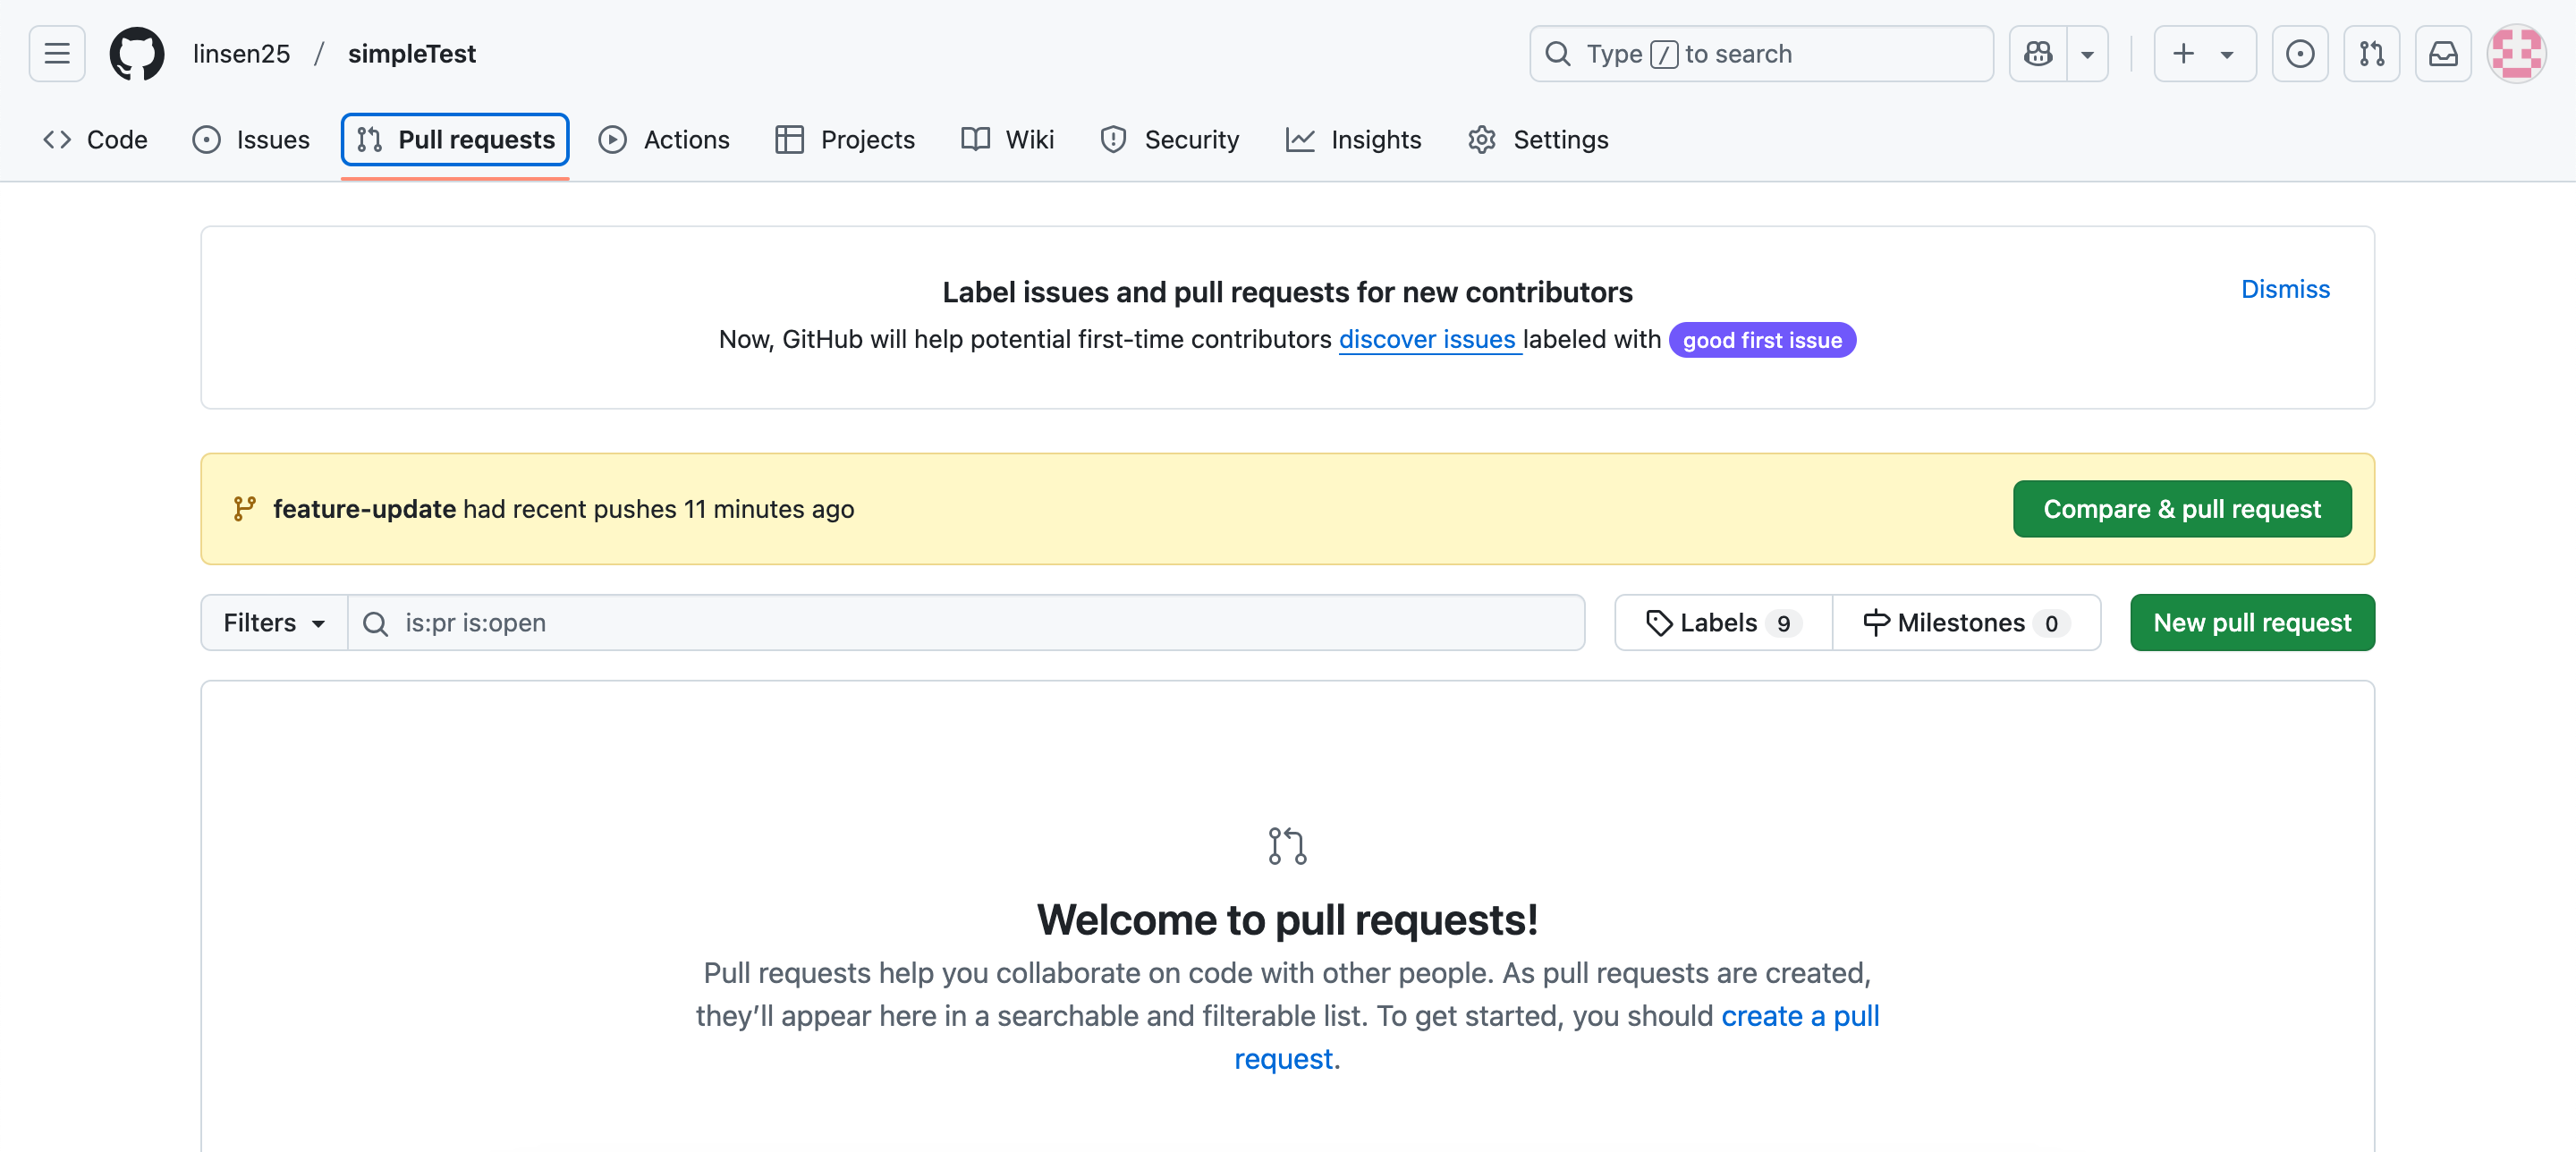 linsen25 / simpleTest
Type / to search
Code Issues Pull requests Actions Projects Wiki Security Insights Settings
Label issues and pull requests for new contributors
Dismiss
Now, GitHub will help potential first-time contributors discover issues labeled with good first issue
feature-update had recent pushes 11 minutes ago
Compare & pull request
Filters is:pr is:open Labels 9 Milestones 0 New pull request
Welcome to pull requests!
Pull requests help you collaborate on code with other people. As pull requests are created,
they’ll appear here in a searchable and filterable list. To get started, you should create a pull
request.